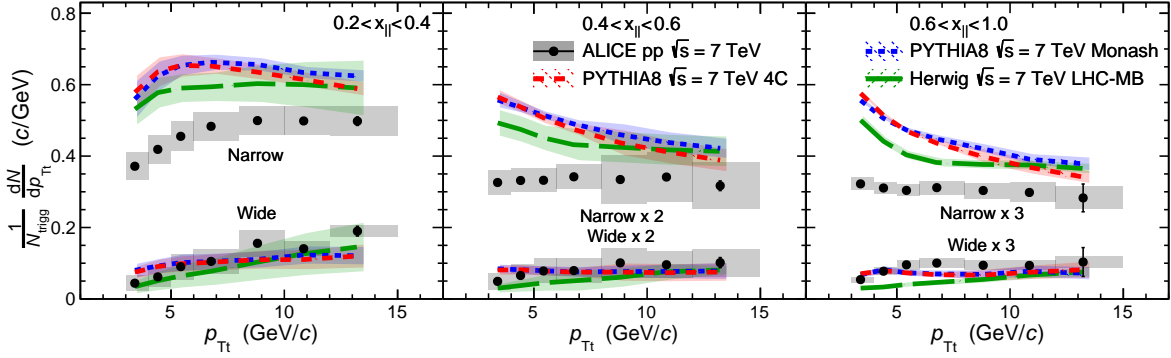 0.2<x||<0.4
0.4<x||<0.6
0.6<x||<1.0
ALICE pp √s = 7 TeV
PYTHIA8 √s = 7 TeV 4C
PYTHIA8 √s = 7 TeV Monash
Herwig √s = 7 TeV LHC-MB
1/N_trigg dN/dp_Tt (c/GeV)
0.8
0.6
0.4
0.2
0
Narrow
Wide
Narrow x 2
Wide x 2
Narrow x 3
Wide x 3
5 10 15
5 10 15
5 10 15
p_Tt (GeV/c)
p_Tt (GeV/c)
p_Tt (GeV/c)